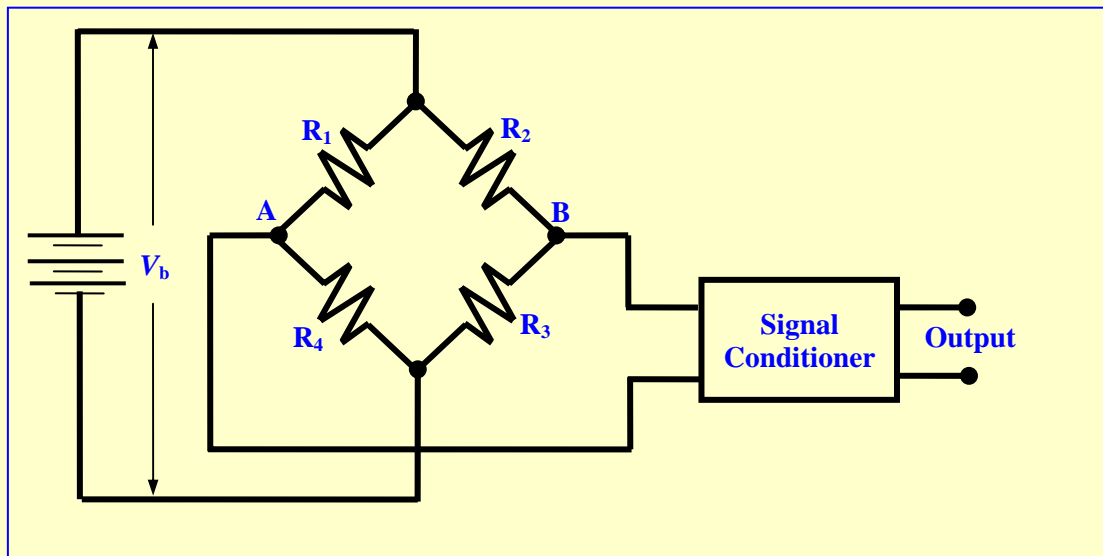 R1
R2
A
B
Vb
R4
R3
Signal
Conditioner
Output